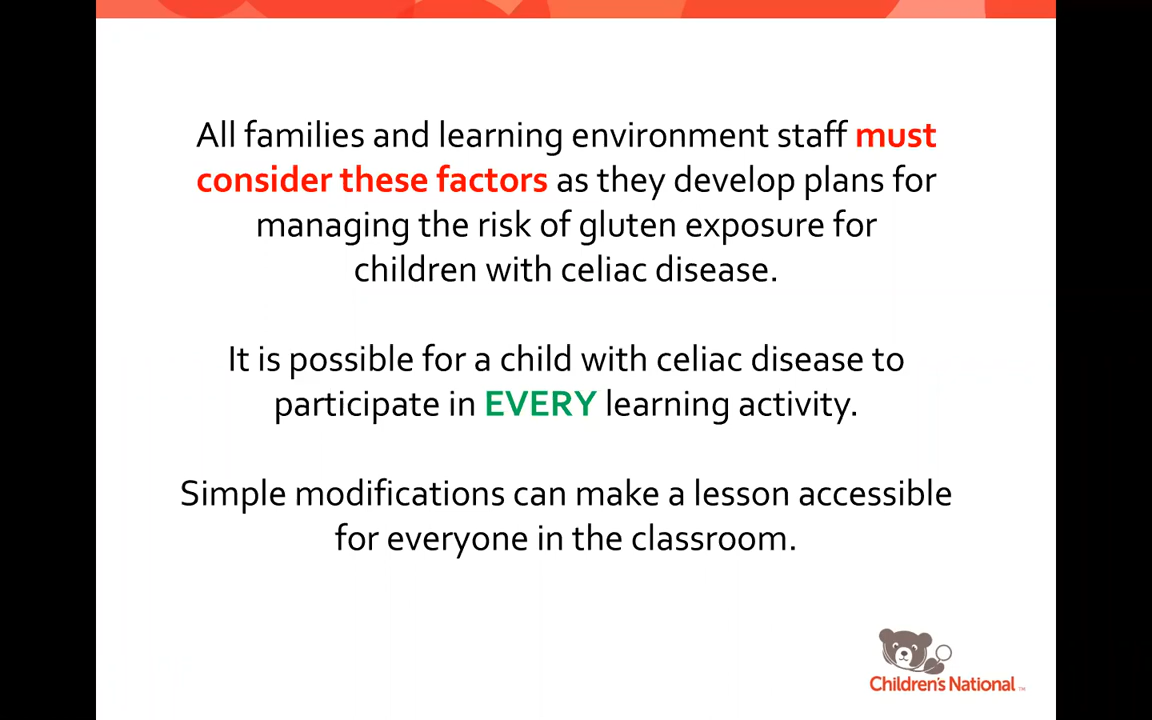 All families and learning environment staff must
consider these factors as they develop plans for
managing the risk of gluten exposure for
children with celiac disease.
It is possible for a child with celiac disease to
participate in EVERY learning activity.
Simple modifications can make a lesson accessible
for everyone in the classroom.
Children's National ™